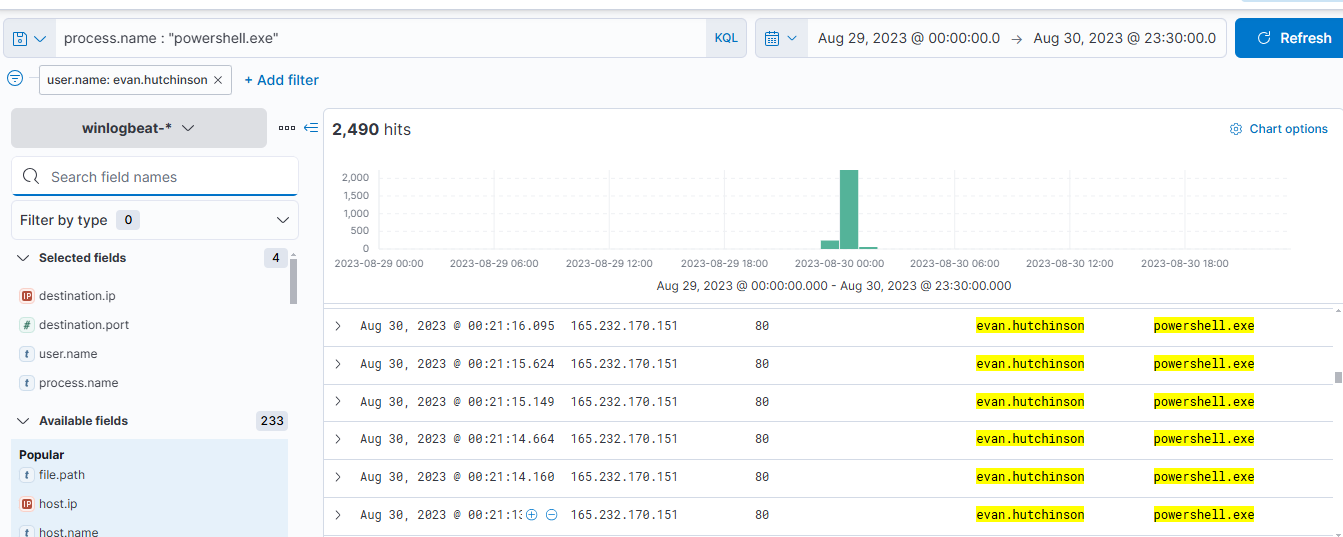 process.name : "powershell.exe" KQL Aug 29, 2023 @ 00:00:00.0 → Aug 30, 2023 @ 23:30:00.0 Refresh
user.name: evan.hutchinson × + Add filter
winlogbeat-*
2,490 hits
Chart options
Search field names
Filter by type 0
Selected fields 4
destination.ip
destination.port
user.name
process.name
Available fields 233
Popular
file.path
host.ip
host.name
2,000
1,500
1,000
500
0
2023-08-29 00:00 2023-08-29 06:00 2023-08-29 12:00 2023-08-29 18:00 2023-08-30 00:00 2023-08-30 06:00 2023-08-30 12:00 2023-08-30 18:00
Aug 29, 2023 @ 00:00:00.000 - Aug 30, 2023 @ 23:30:00.000
Aug 30, 2023 @ 00:21:16.095 165.232.170.151 80 evan.hutchinson powershell.exe
Aug 30, 2023 @ 00:21:15.624 165.232.170.151 80 evan.hutchinson powershell.exe
Aug 30, 2023 @ 00:21:15.149 165.232.170.151 80 evan.hutchinson powershell.exe
Aug 30, 2023 @ 00:21:14.664 165.232.170.151 80 evan.hutchinson powershell.exe
Aug 30, 2023 @ 00:21:14.160 165.232.170.151 80 evan.hutchinson powershell.exe
Aug 30, 2023 @ 00:21:13 165.232.170.151 80 evan.hutchinson powershell.exe